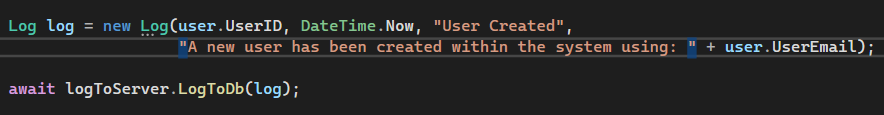 Log log = new Log(user.UserID, DateTime.Now, "User Created",
"A new user has been created within the system using: " + user.UserEmail);
await logToServer.LogToDb(log);